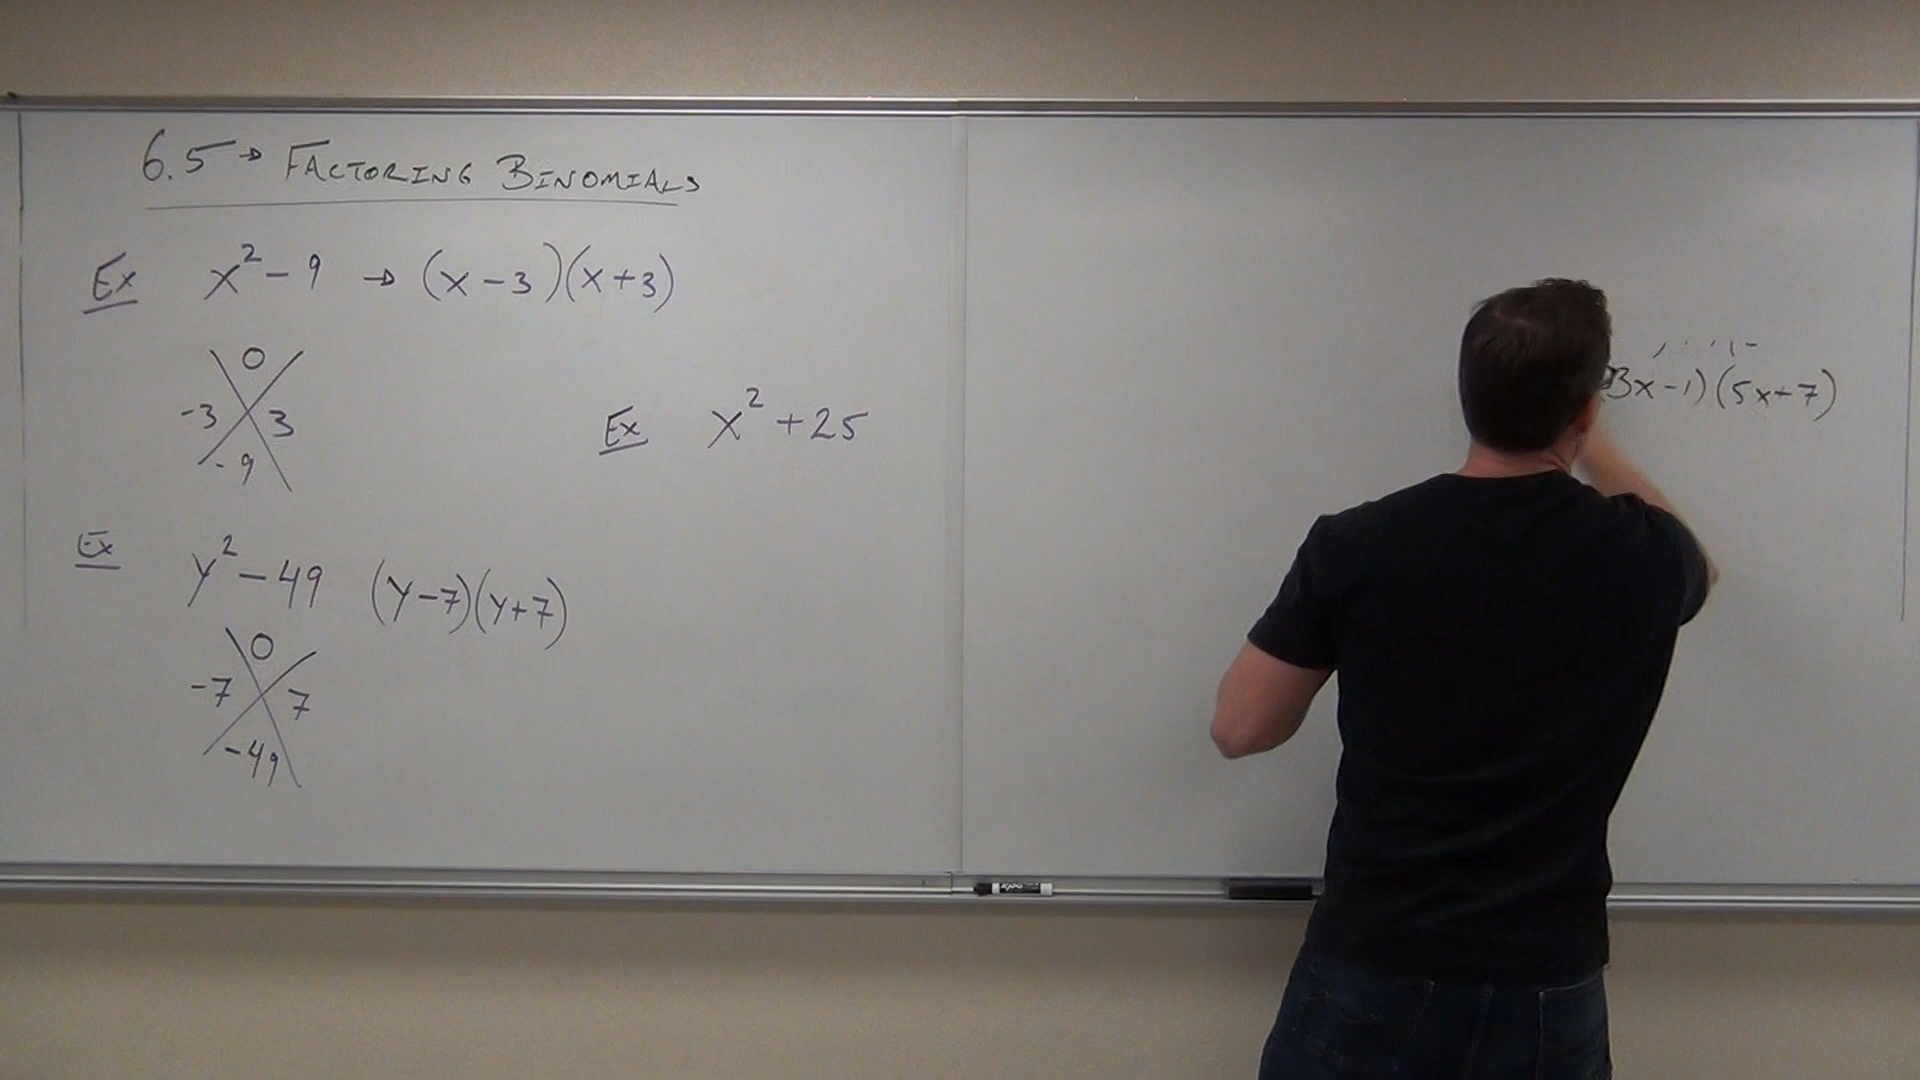 6.5 → FACTORING BINOMIALS
Ex x² - 9 → (x - 3)(x + 3)
0
-3 3
-9
Ex x² + 25
Ex y² - 49 (y - 7)(y + 7)
0
-7 7
-49
3x - 1)(5x + 7)
EXPO